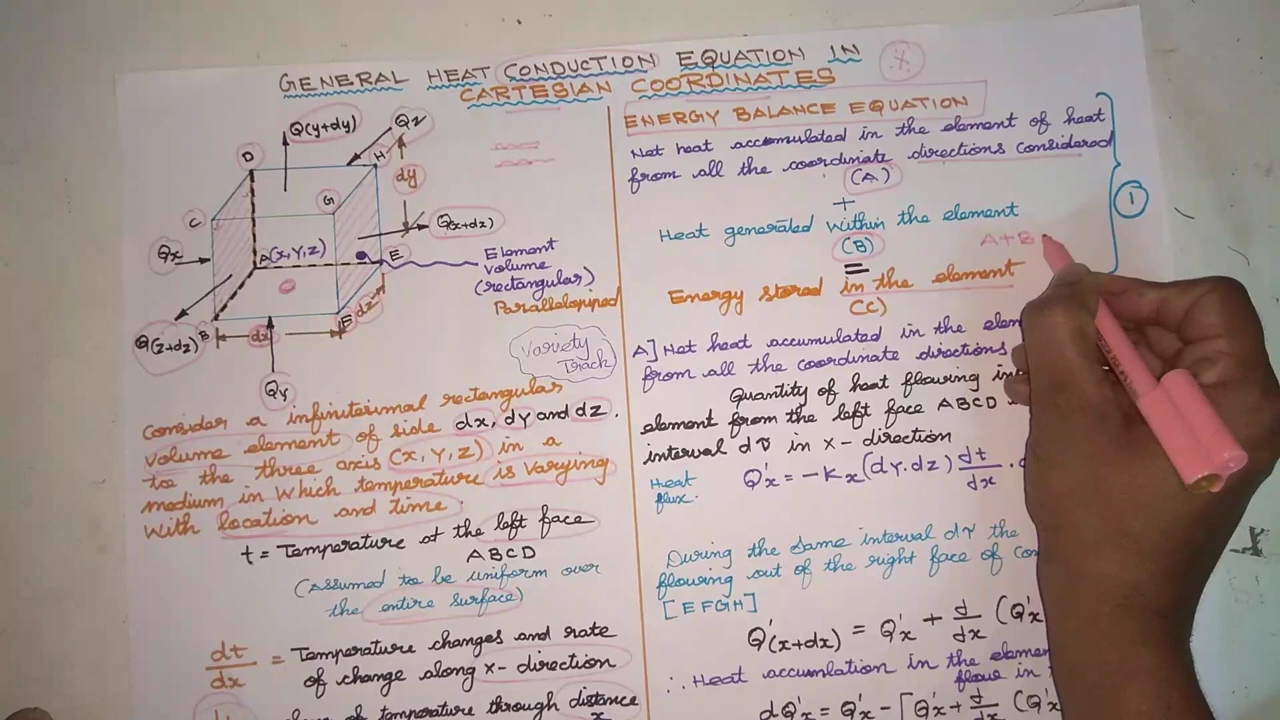 GENERAL HEAT CONDUCTION EQUATION IN
CARTESIAN COORDINATES
Q(y+dy)
Qz
D
H
dy
G
C
Q(x+dx)
Qx
A(x,Y,Z)
E
Element
volume
(rectangular)
Parallelopiped
Q(z+dz)
B
dx
F
dz
Qy
Variety
Track
Consider a infinitesimal rectangular
volume element of side dx, dy and dz.
to the three axis (x, Y, Z) in a
medium in which temperature is varying
with location and time.
t = Temperature at the left face
ABCD
(Assumed to be uniform over
the entire surface)
dt/dx = Temperature changes and rate
of change along x-direction
of temperature through distance
x
ENERGY BALANCE EQUATION
Net heat accumulated in the element of heat
from all the coordinate directions considered
(A)
+
Heat generated within the element
(B)
A+B
=
Energy stored in the element
(C)
1
A] Net heat accumulated in the
from all the coordinate directions
Quantity of heat flowing
element from the left face ABCD
interval dτ in x-direction
Heat
flux.
Q'x = -Kx (dy.dz) dt/dx .
During the same interval dτ the
flowing out of the right face of
[EFGH]
Q'(x+dx) = Q'x + d/dx (Q'x
∴ Heat accumlation in the
flow in
dQ'x = Q'x - [Q'x + d/dx (Q'x